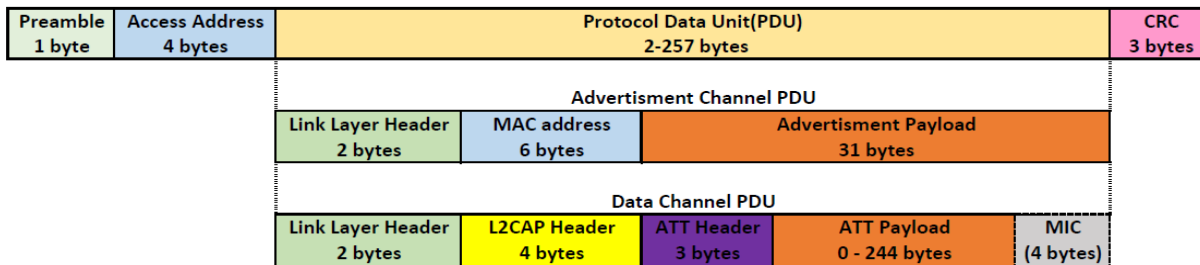 Preamble Access Address Protocol Data Unit(PDU) CRC
1 byte 4 bytes 2-257 bytes 3 bytes
Advertisment Channel PDU
Link Layer Header MAC address Advertisment Payload
2 bytes 6 bytes 31 bytes
Data Channel PDU
Link Layer Header L2CAP Header ATT Header ATT Payload MIC
2 bytes 4 bytes 3 bytes 0 - 244 bytes (4 bytes)